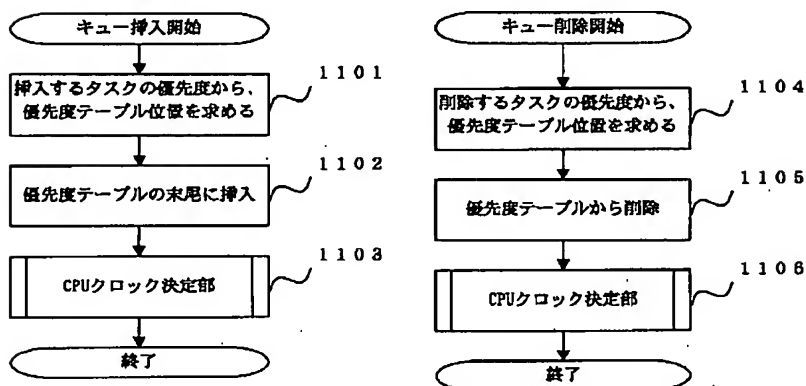 キュー挿入開始
挿入するタスクの優先度から、
優先度テーブル位置を求める
1101
優先度テーブルの末尾に挿入
1102
CPUクロック決定部
1103
終了
キュー削除開始
削除するタスクの優先度から、
優先度テーブル位置を求める
1104
優先度テーブルから削除
1105
CPUクロック決定部
1106
終了